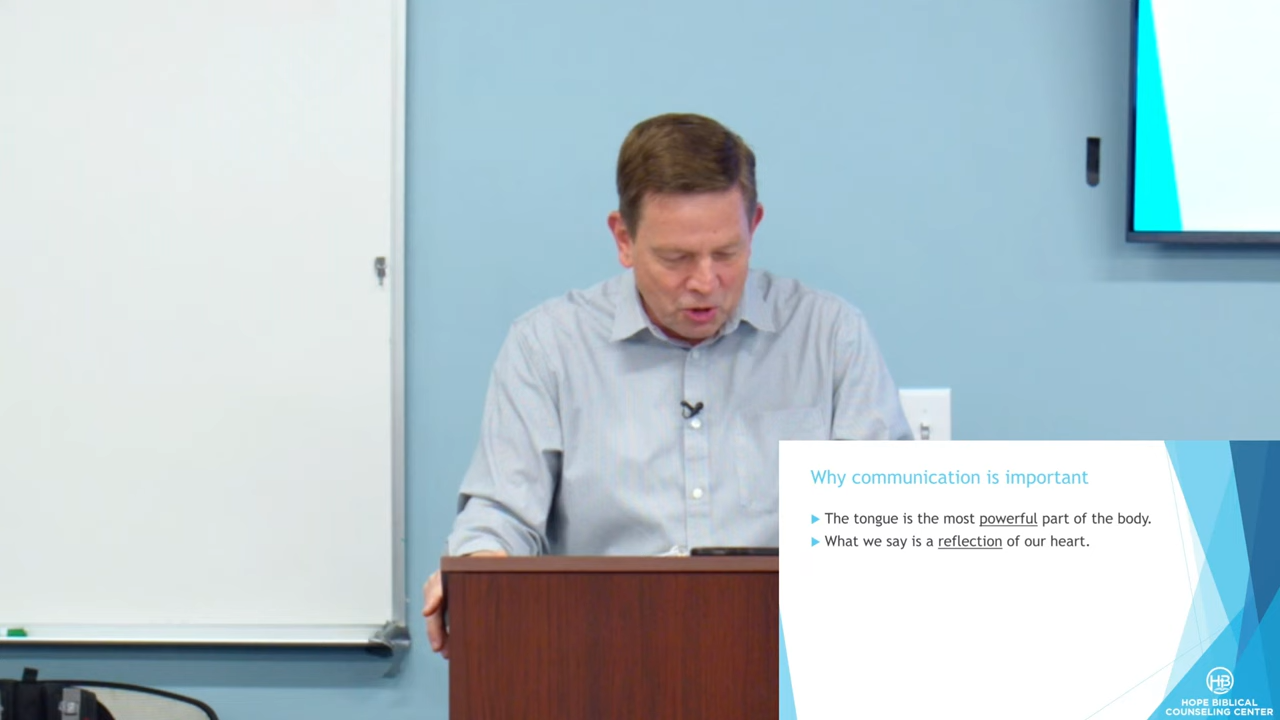 Why communication is important
The tongue is the most powerful part of the body.
What we say is a reflection of our heart.
HB
HOPE BIBLICAL
COUNSELING CENTER